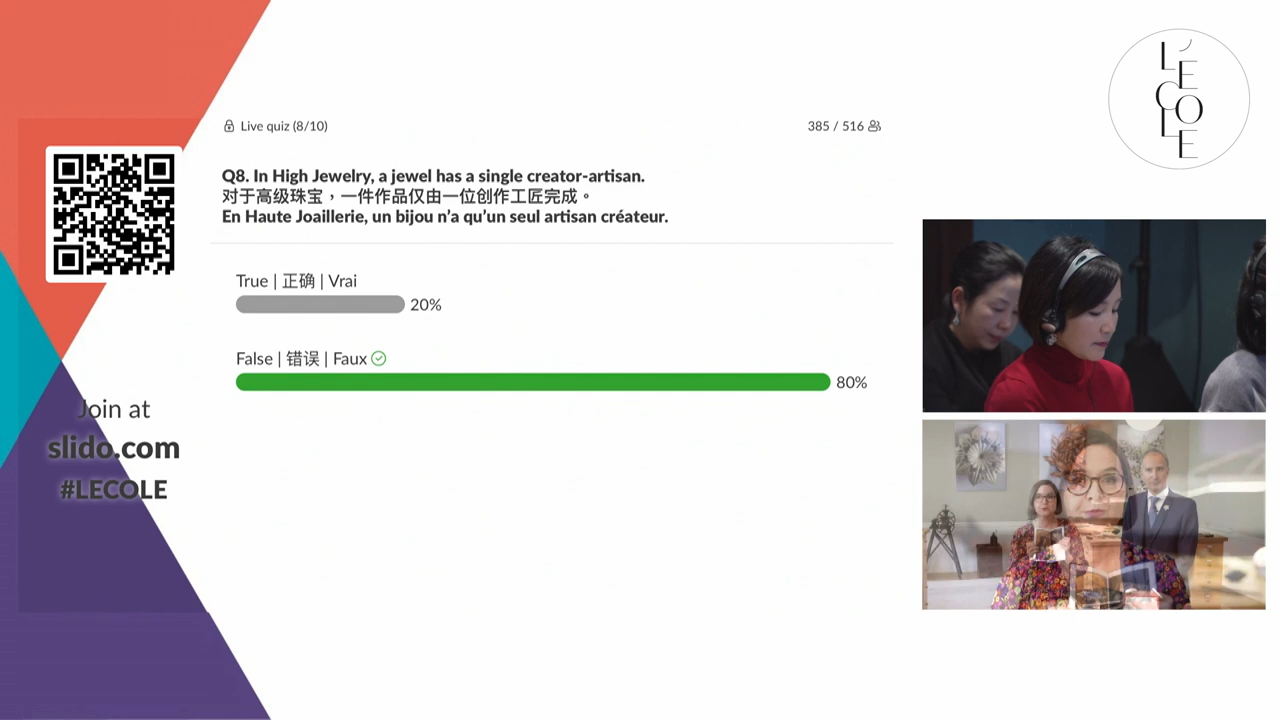 L'ÉCOLE
Live quiz (8/10)
385 / 516
Q8. In High Jewelry, a jewel has a single creator-artisan.
对于高级珠宝，一件作品仅由一位创作工匠完成。
En Haute Joaillerie, un bijou n’a qu’un seul artisan créateur.
True | 正确 | Vrai
20%
False | 错误 | Faux
80%
Join at
slido.com
#LECOLE